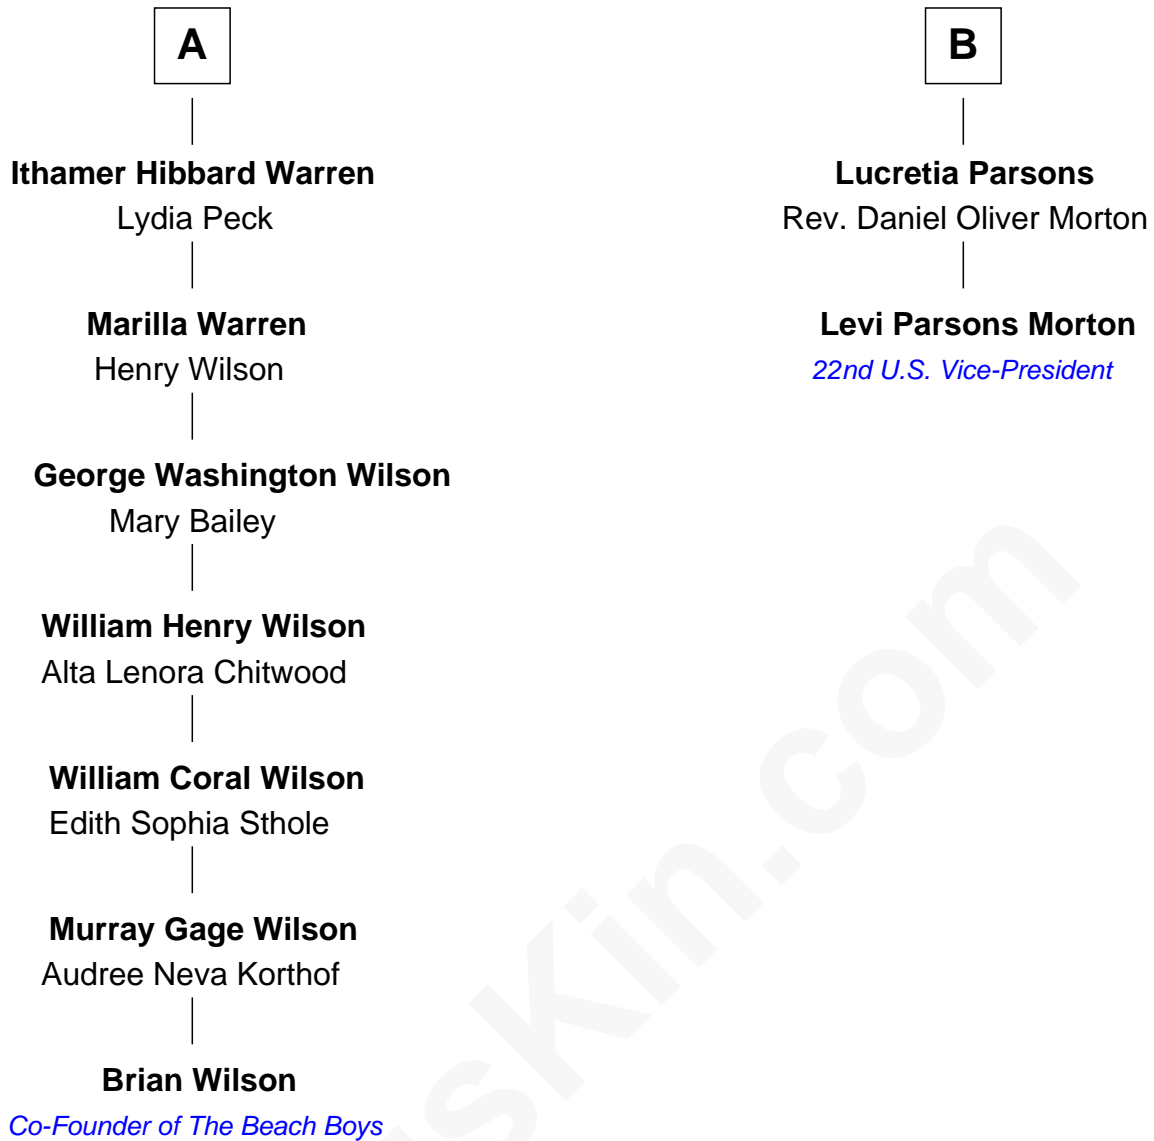 A
B
Ithamer Hibbard Warren
Lydia Peck
Lucretia Parsons
Rev. Daniel Oliver Morton
Marilla Warren
Henry Wilson
Levi Parsons Morton
22nd U.S. Vice-President
George Washington Wilson
Mary Bailey
William Henry Wilson
Alta Lenora Chitwood
William Coral Wilson
Edith Sophia Sthole
Murray Gage Wilson
Audree Neva Korthof
Brian Wilson
Co-Founder of The Beach Boys